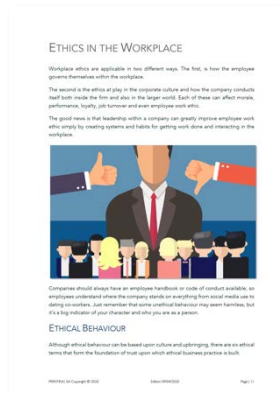 ETHICS IN THE WORKPLACE
Workplace ethics are applicable in two different ways. The first, is how the employee
governs themselves within the workplace.
The second is the ethics at play in the corporate culture and how the company conducts
itself both inside the firm and also in the larger world. Each of these can affect morale,
performance, loyalty, job turnover and even employee work ethic.
The good news is that leadership within a company can greatly improve employee work
ethic simply by creating systems and habits for getting work done and interacting in the
workplace.
Companies should always have an employee handbook or code of conduct available, so
employees understand where the company stands on everything from social media use to
dating co-workers. Just remember that some unethical behaviour may seem harmless, but
it's a big indicator of your character and who you are as a person.
ETHICAL BEHAVIOUR
Although ethical behaviour can be based upon culture and upbringing, there are six ethical
terms that form the foundation of trust upon which ethical business practice is built.
Copyright © Page | 11